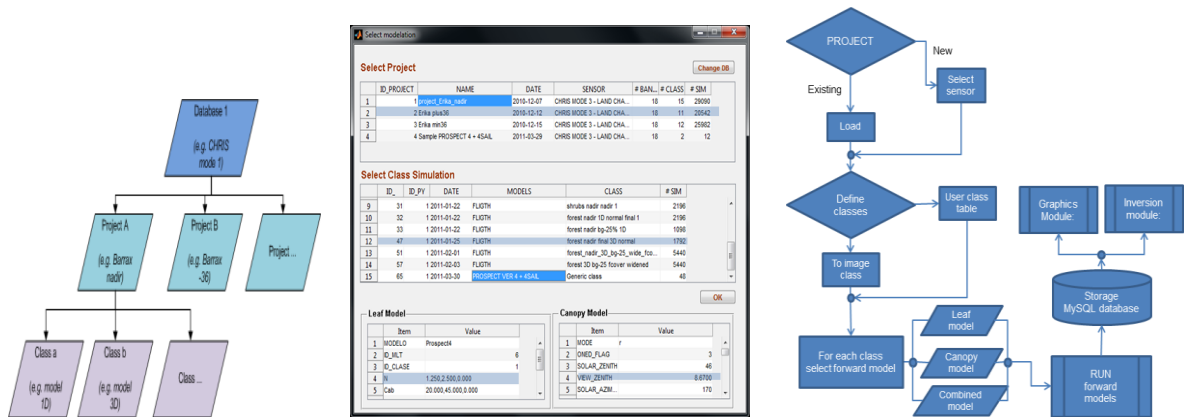 Database 1
(e.g. CHRIS
mode 1)
Project A
(e.g. Barrax
nadir)
Project B
(e.g. Barrax
-36)
Project ...
Class a
(e.g. model
1D)
Class b
(e.g. model
3D)
Class ...
Select modelation
Select Project
Change DB
ID_PROJECT NAME DATE SENSOR # BAN... # CLASS # SIM
1 1 project_Erika_nadir 2010-12-07 CHRIS MODE 3 - LAND CHA... 18 15 29090
2 2 Erika plus36 2010-12-12 CHRIS MODE 3 - LAND CHA... 18 11 20542
3 3 Erika min36 2010-12-15 CHRIS MODE 3 - LAND CHA... 18 12 25982
4 4 Sample PROSPECT 4 + 4SAIL 2011-03-29 CHRIS MODE 3 - LAND CHA... 18 2 12
Select Class Simulation
ID_ ID_PY DATE MODELS CLASS # SIM
9 31 1 2011-01-22 FLIGTH shrubs nadir nadir 1 2196
10 32 1 2011-01-22 FLIGTH forest nadir 1D normal final 1 2196
11 33 1 2011-01-22 FLIGTH forest nadir bg-25% 1D 1098
12 47 1 2011-01-25 FLIGTH forest nadir final 3D normal 1792
13 51 1 2011-02-01 FLIGTH forest_nadir_3D_bg-25_wide_fco... 5440
14 57 1 2011-02-03 FLIGTH forest 3D bg-25 fcover widened 5440
15 65 1 2011-03-30 PROSPECT VER 4 + 4SAIL Generic class 48
OK
Leaf Model
Item Value
1 MODELO Prospect4
2 ID_MLT 6
3 ID_CLASE 1
4 N 1.250,2.500,0.000
5 Cab 20.000,45.000,0.000
Canopy Model
Item Value
1 MODE r
2 ONED_FLAG 3
3 SOLAR_ZENITH 46
4 VIEW_ZENITH 8.6700
5 SOLAR_AZIM... 170
PROJECT
New
Existing
Select
sensor
Load
Define
classes
User class
table
To image
class
For each class
select forward model
Leaf
model
Canopy
model
Combined
model
RUN
forward
models
Storage
MySQL database
Graphics
Module:
Inversion
module: